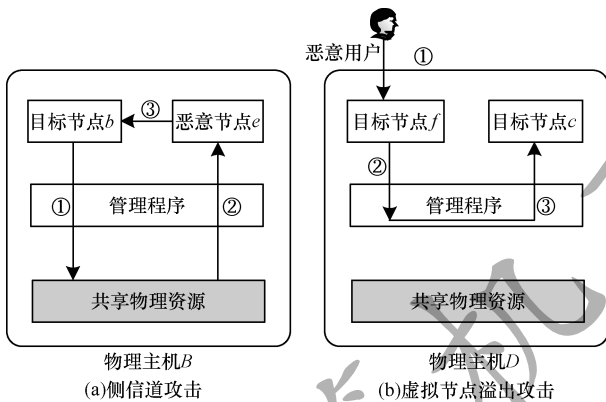 恶意用户
①
目标节点b
③
恶意节点e
①
管理程序
②
共享物理资源
物理主机B
(a)侧信道攻击
目标节点f
目标节点c
②
管理程序
③
共享物理资源
物理主机D
(b)虚拟节点溢出攻击
机